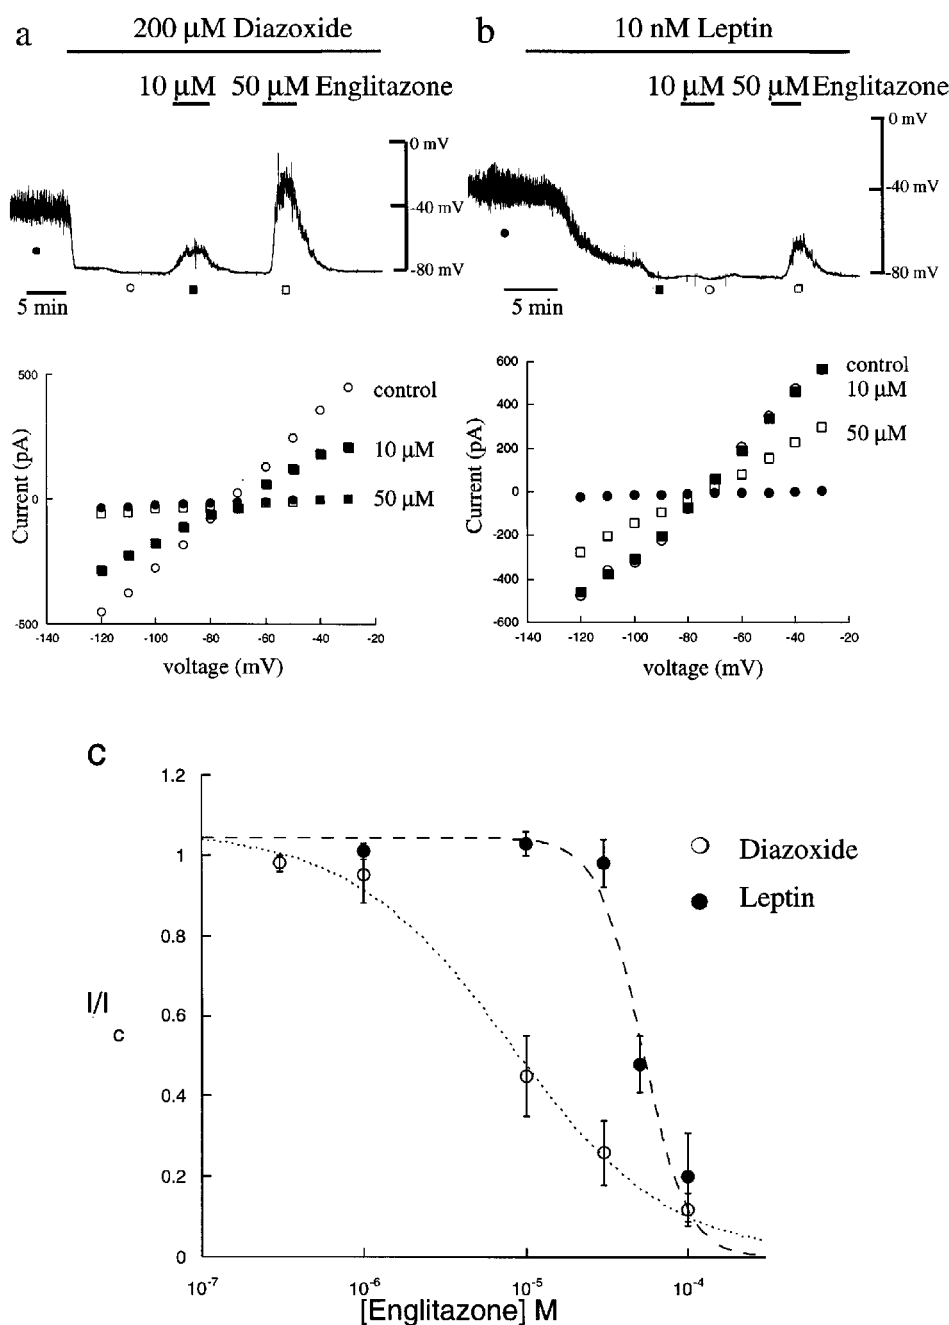 a
200 µM Diazoxide
10 µM 50 µM Englitazone
0 mV
-40 mV
-80 mV
5 min
b
10 nM Leptin
10 µM 50 µM Englitazone
0 mV
-40 mV
-80 mV
5 min
500
0
-500
Current (pA)
control
10 µM
50 µM
-140 -120 -100 -80 -60 -40 -20
voltage (mV)
600
400
200
0
-200
-400
-600
Current (pA)
control
10 µM
50 µM
-140 -120 -100 -80 -60 -40 -20
voltage (mV)
c
1.2
1
0.8
0.6
0.4
0.2
0
I/Ic
Diazoxide
Leptin
10⁻⁷ 10⁻⁶ 10⁻⁵ 10⁻⁴
[Englitazone] M